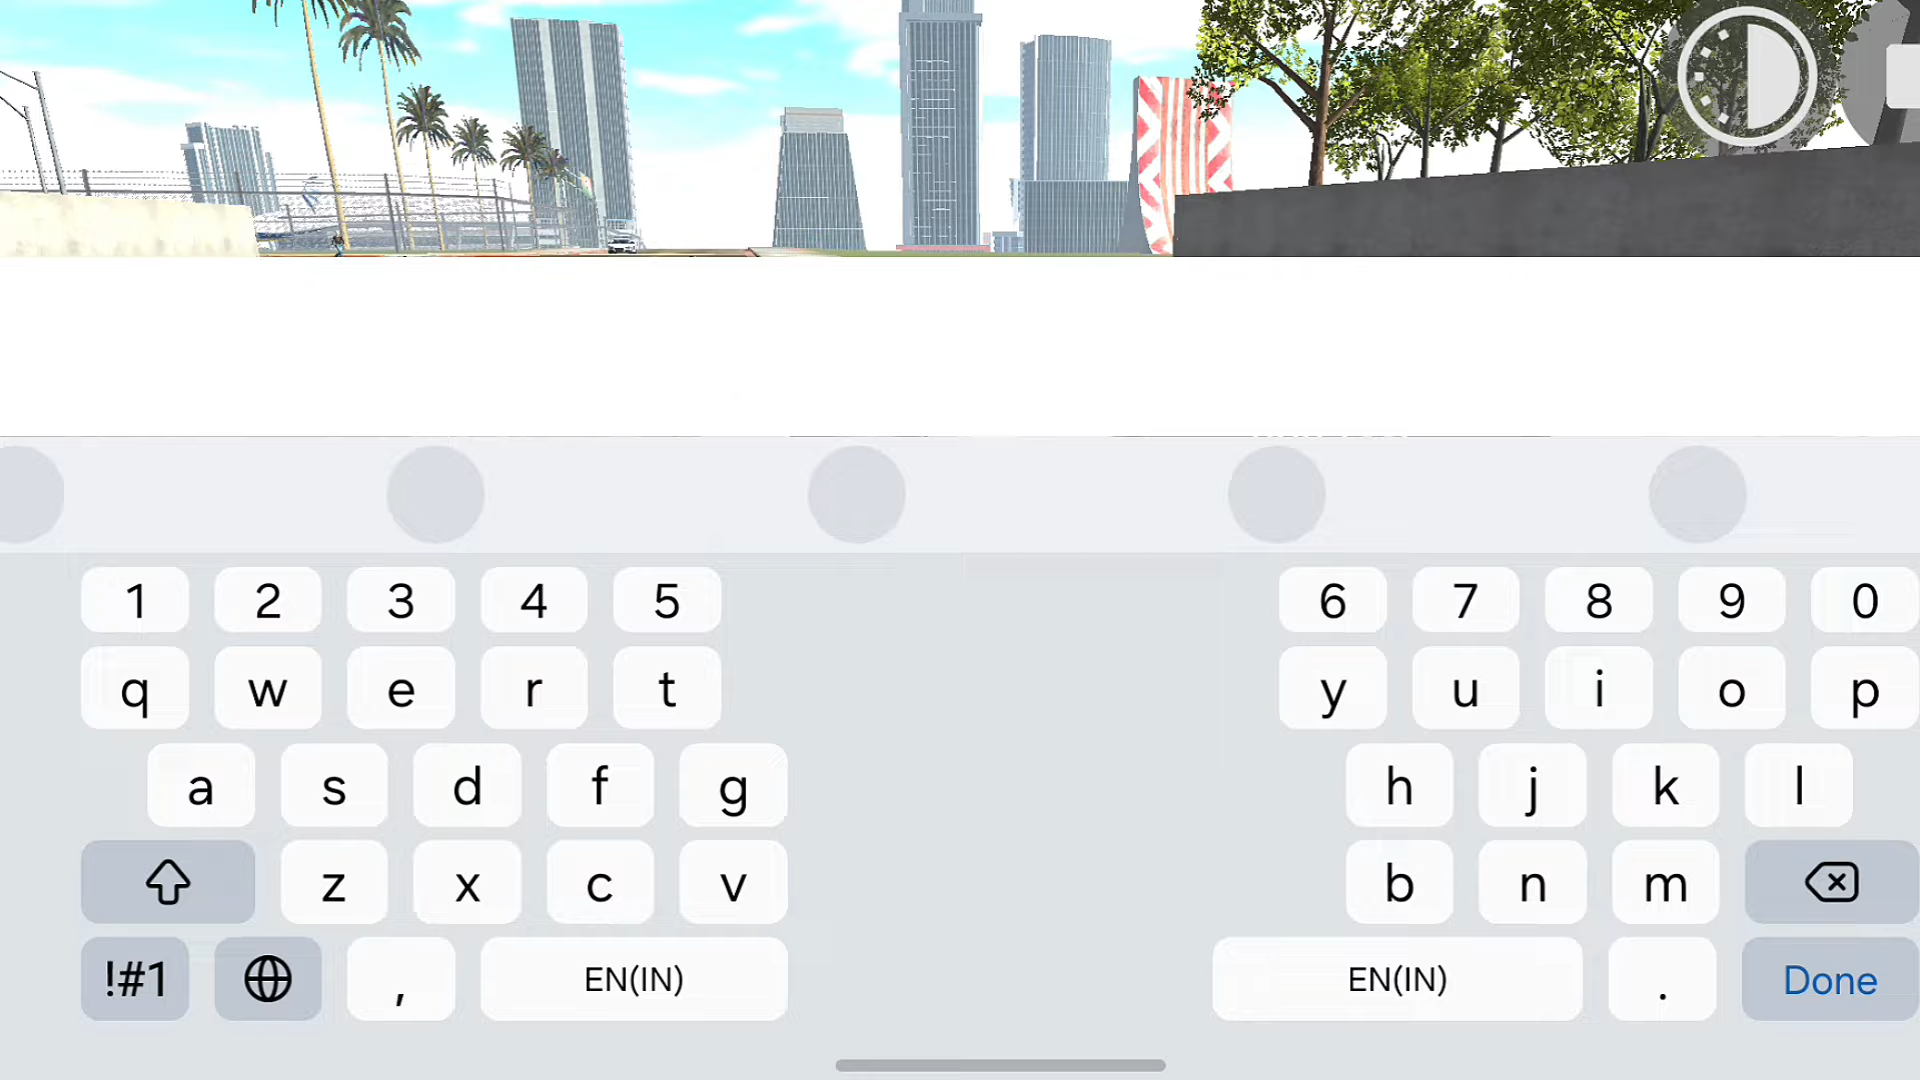 1 2 3 4 5 6 7 8 9 0
q w e r t y u i o p
a s d f g h j k l
z x c v b n m
!#1 , EN(IN) EN(IN) . Done